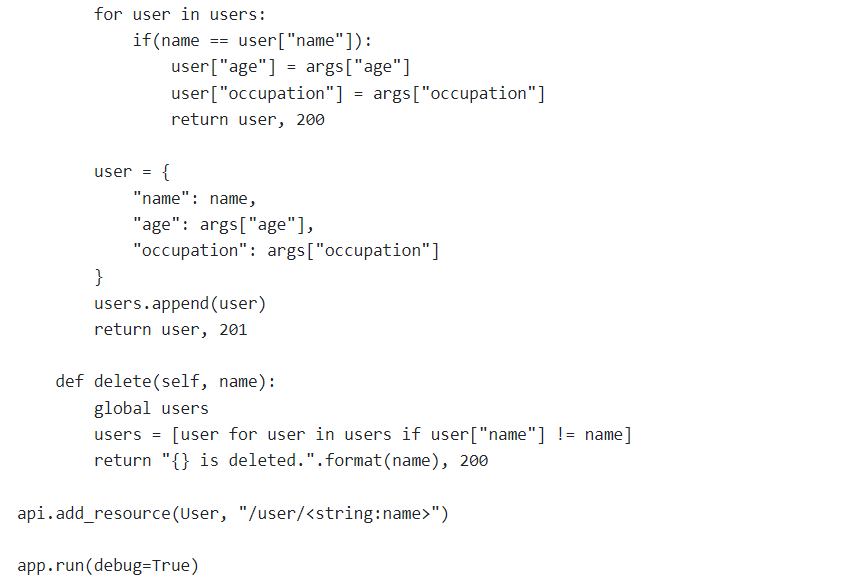 for user in users:
            if(name == user["name"]):
                user["age"] = args["age"]
                user["occupation"] = args["occupation"]
                return user, 200

        user = {
            "name": name,
            "age": args["age"],
            "occupation": args["occupation"]
        }
        users.append(user)
        return user, 201

    def delete(self, name):
        global users
        users = [user for user in users if user["name"] != name]
        return "{} is deleted.".format(name), 200

api.add_resource(User, "/user/<string:name>")

app.run(debug=True)